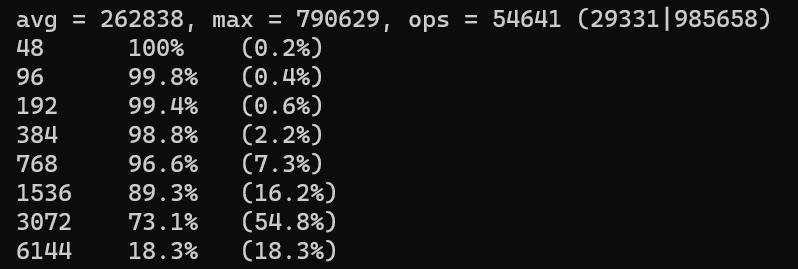 avg = 262838, max = 790629, ops = 54641 (29331|985658)
48 100% (0.2%)
96 99.8% (0.4%)
192 99.4% (0.6%)
384 98.8% (2.2%)
768 96.6% (7.3%)
1536 89.3% (16.2%)
3072 73.1% (54.8%)
6144 18.3% (18.3%)